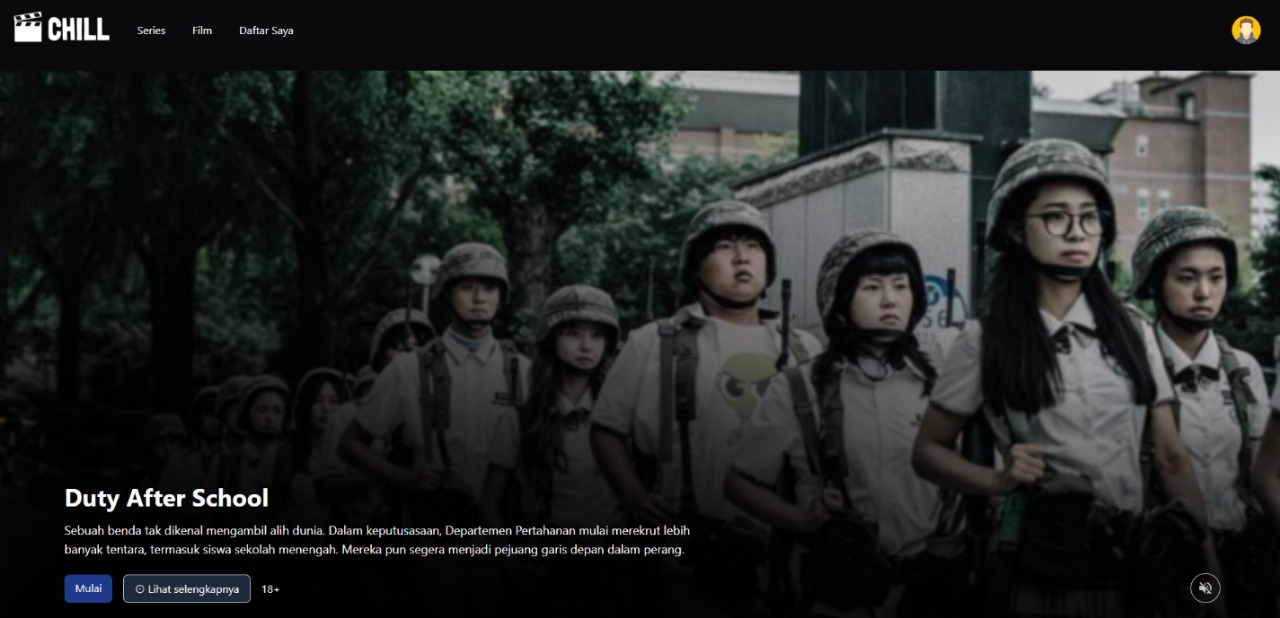 CHILL
Series
Film
Daftar Saya
Duty After School
Sebuah benda tak dikenal mengambil alih dunia. Dalam keputusasaan, Departemen Pertahanan mulai merekrut lebih
banyak tentara, termasuk siswa sekolah menengah. Mereka pun segera menjadi pejuang garis depan dalam perang.
Mulai
Lihat selengkapnya
18+